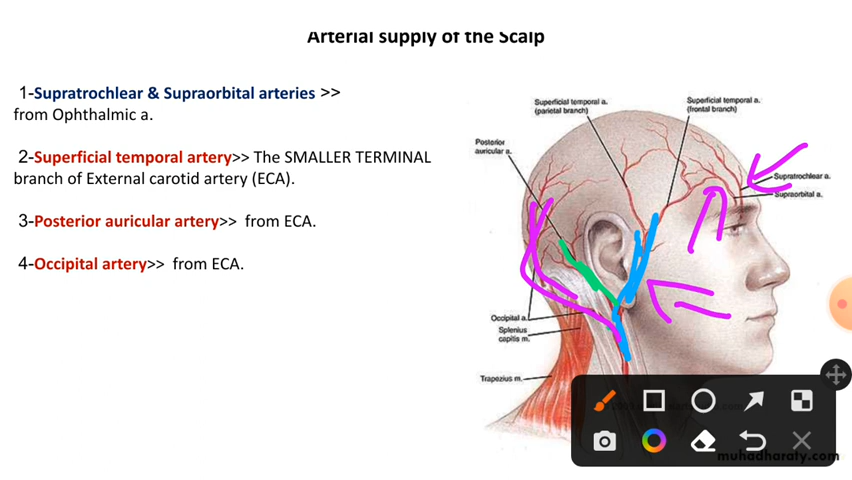 Arterial supply of the Scalp
1-Supratrochlear & Supraorbital arteries >>
from Ophthalmic a.
2-Superficial temporal artery>> The SMALLER TERMINAL
branch of External carotid artery (ECA).
3-Posterior auricular artery>> from ECA.
4-Occipital artery>> from ECA.
Superficial temporal a.
(parietal branch)
Superficial temporal a.
(frontal branch)
Posterior
auricular a.
Supratrochlear a.
Supraorbital a.
Occipital a.
Splenius
capitis m.
Trapezius m.
muhadharaty.com